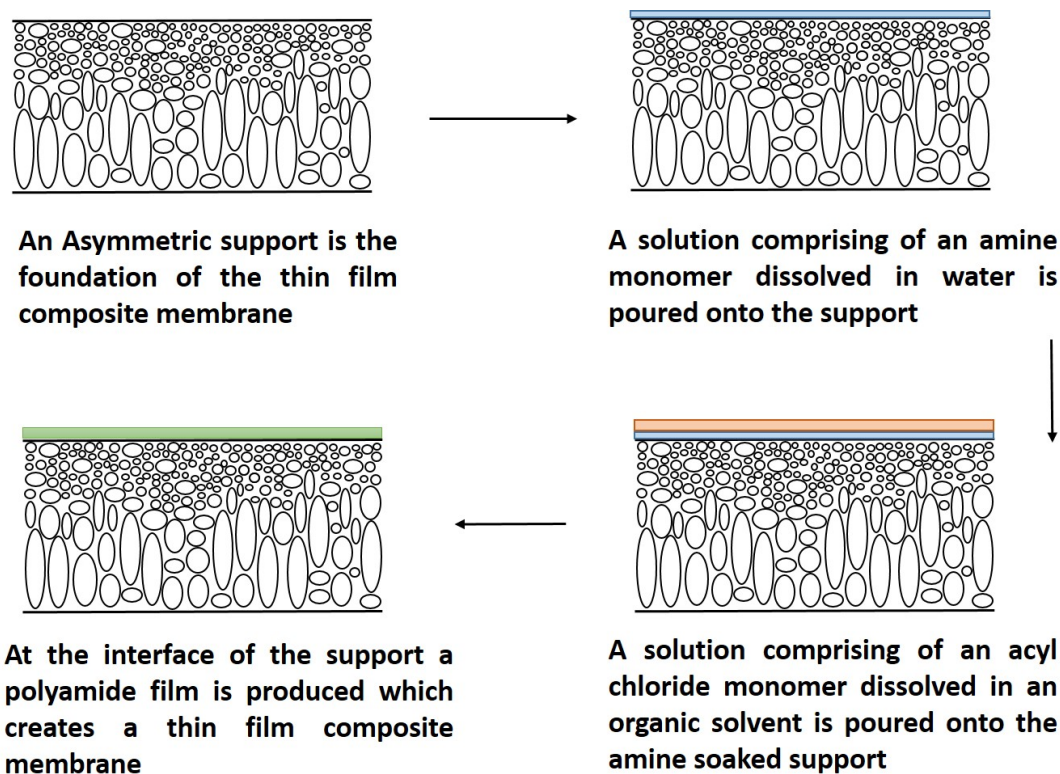 An Asymmetric support is the
foundation of the thin film
composite membrane
A solution comprising of an amine
monomer dissolved in water is
poured onto the support
A solution comprising of an acyl
chloride monomer dissolved in an
organic solvent is poured onto the
amine soaked support
At the interface of the support a
polyamide film is produced which
creates a thin film composite
membrane